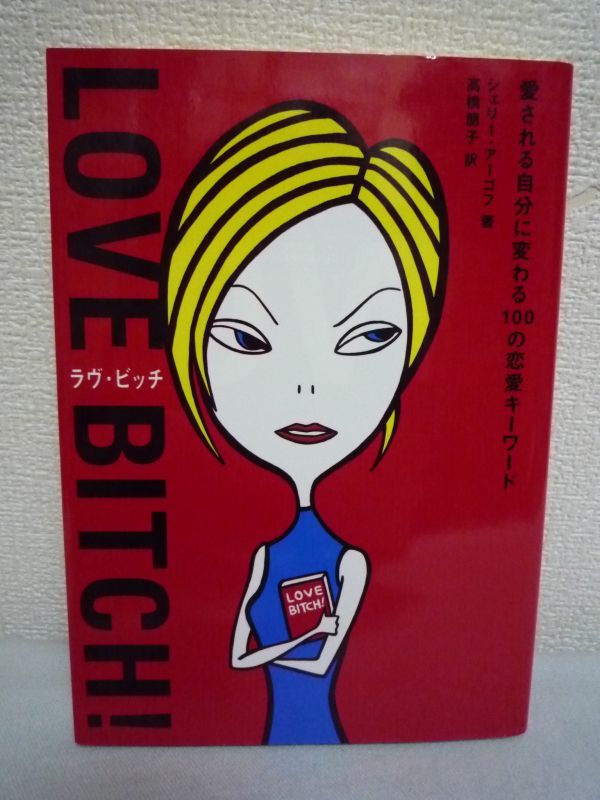 LOVE BITCH!
ラヴ・ビッチ
愛される自分に変わる100の恋愛キーワード
シェリー・アーゴフ 著
高橋朋子 訳
LOVE
BITCH!